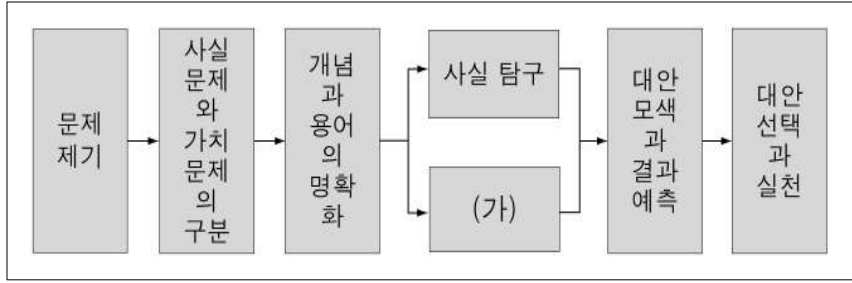 문제
제기
사실
문제
와
가치
문제
의
구분
개념
과
용어
의
명확
화
사실 탐구
(가)
대안
모색
과
결과
예측
대안
선택
과
실천